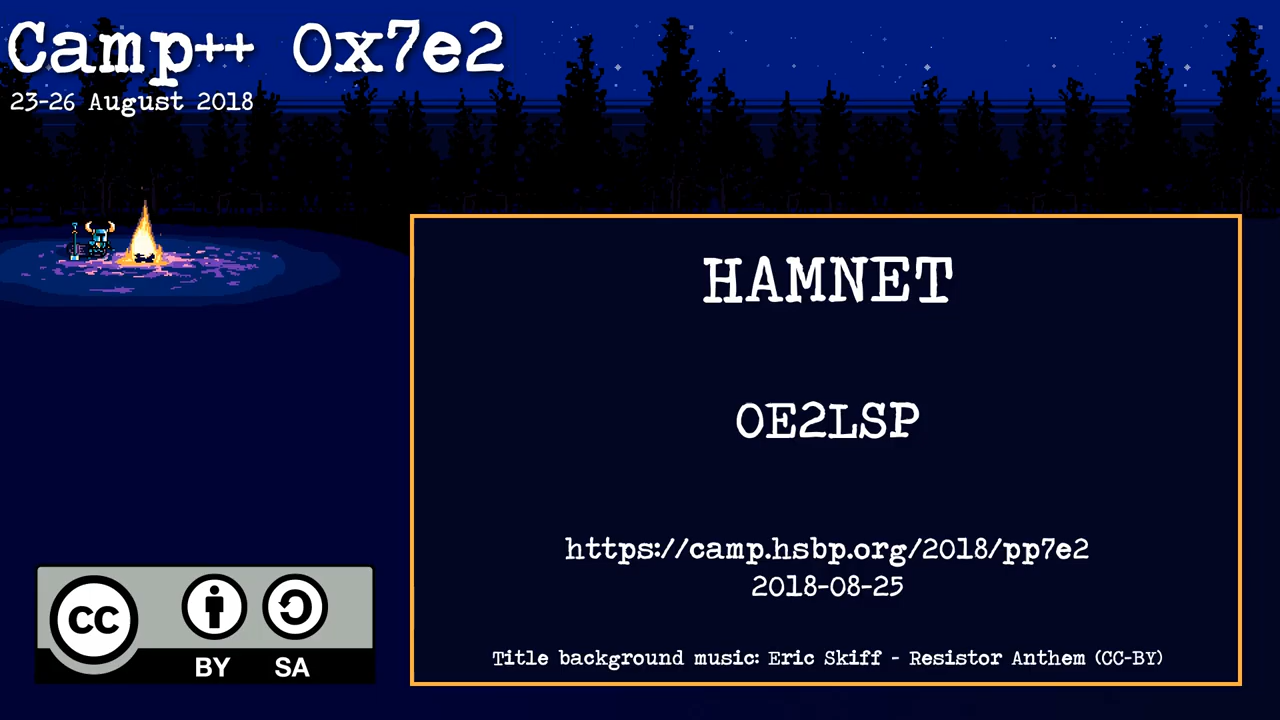 Camp++ 0x7e2
23-26 August 2018
HAMNET
OE2LSP
https://camp.hsbp.org/2018/pp7e2
2018-08-25
Title background music: Eric Skiff - Resistor Anthem (CC-BY)
CC
BY SA